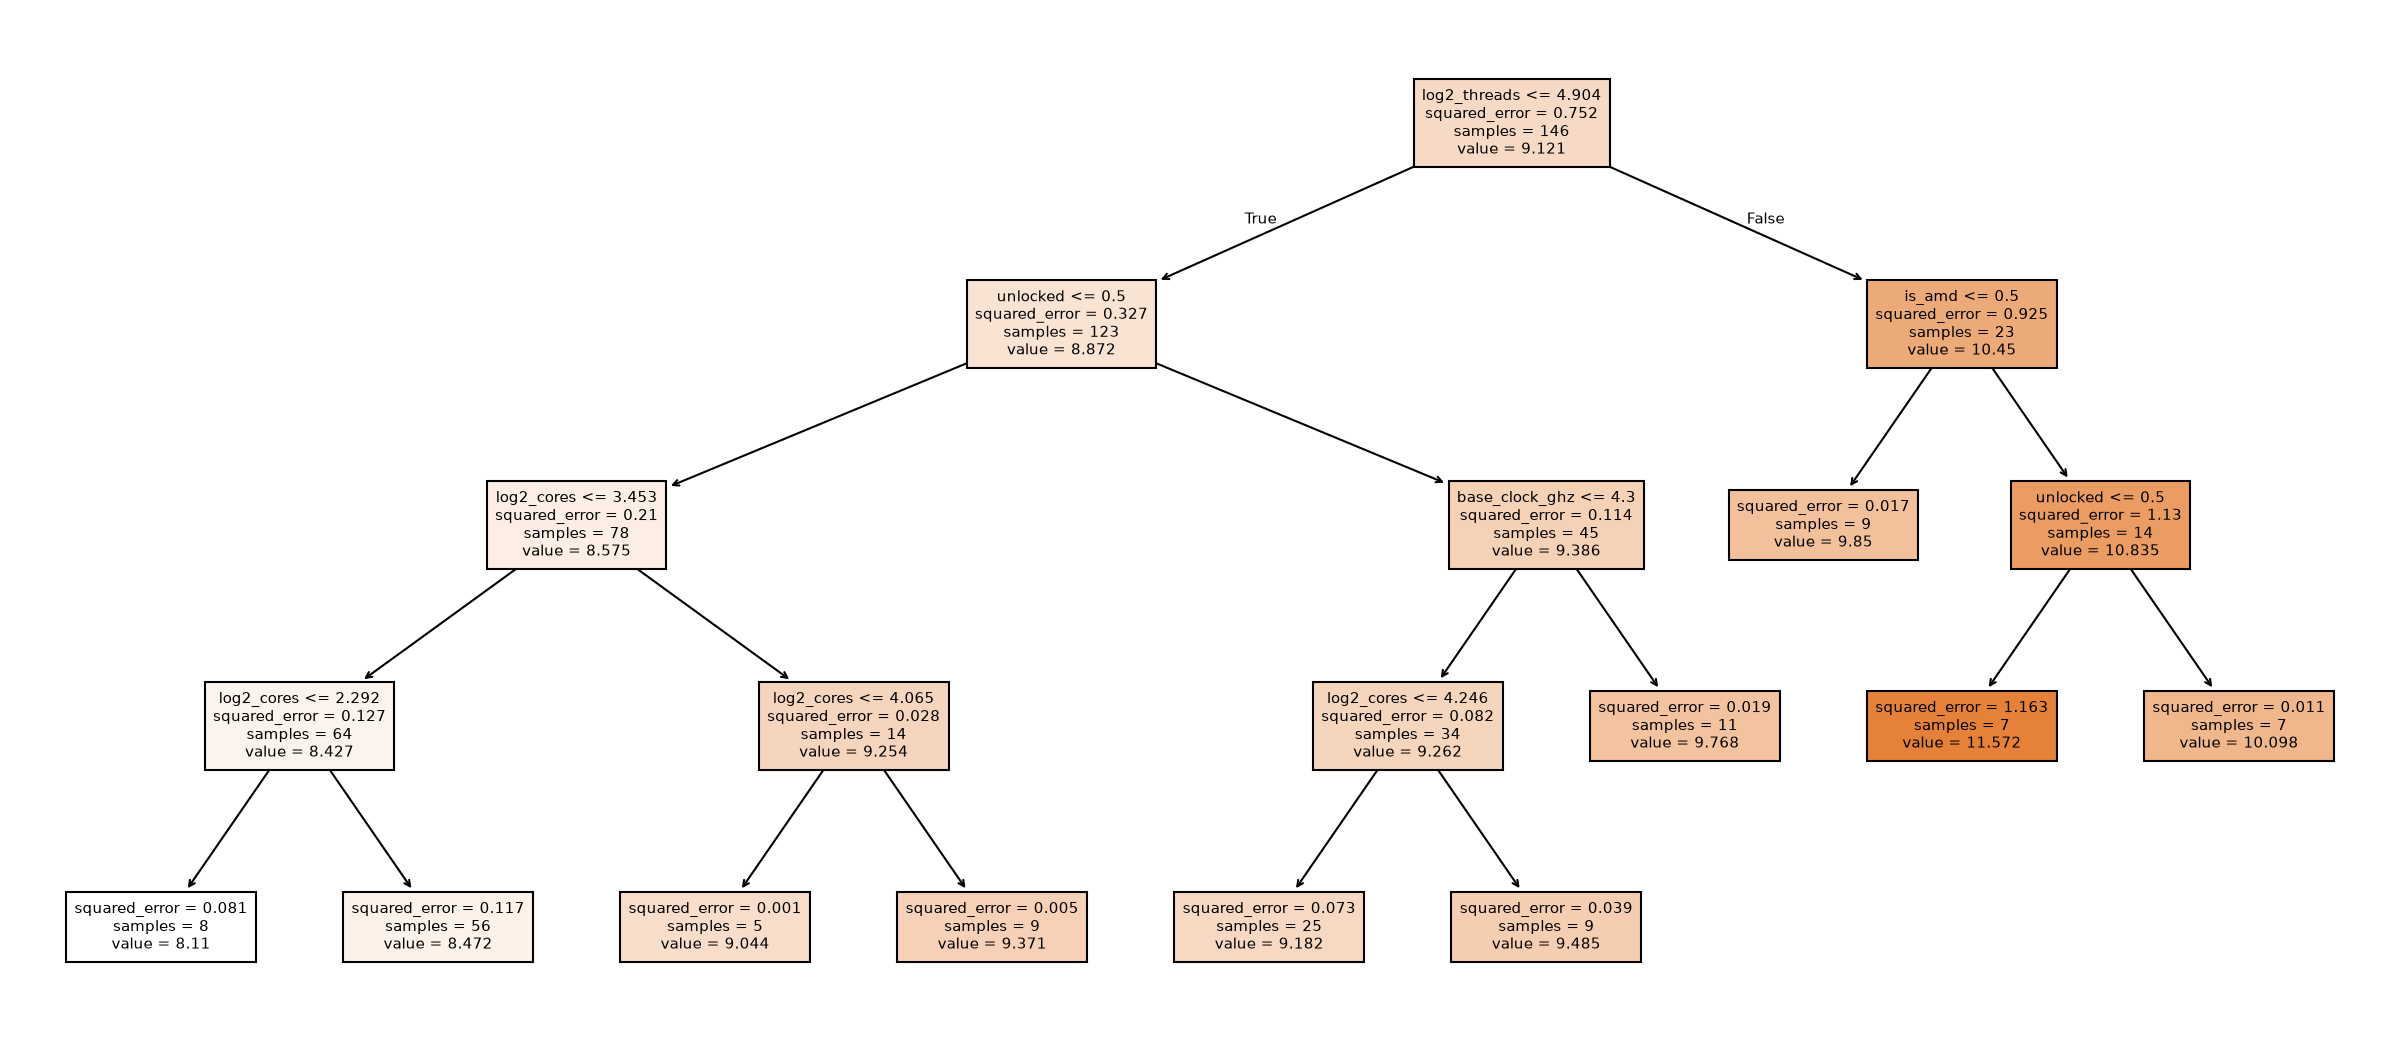 log2_threads <= 4.904
squared_error = 0.752
samples = 146
value = 9.121
True
False
unlocked <= 0.5
squared_error = 0.327
samples = 123
value = 8.872
is_amd <= 0.5
squared_error = 0.925
samples = 23
value = 10.45
log2_cores <= 3.453
squared_error = 0.21
samples = 78
value = 8.575
base_clock_ghz <= 4.3
squared_error = 0.114
samples = 45
value = 9.386
squared_error = 0.017
samples = 9
value = 9.85
unlocked <= 0.5
squared_error = 1.13
samples = 14
value = 10.835
log2_cores <= 2.292
squared_error = 0.127
samples = 64
value = 8.427
log2_cores <= 4.065
squared_error = 0.028
samples = 14
value = 9.254
log2_cores <= 4.246
squared_error = 0.082
samples = 34
value = 9.262
squared_error = 0.019
samples = 11
value = 9.768
squared_error = 1.163
samples = 7
value = 11.572
squared_error = 0.011
samples = 7
value = 10.098
squared_error = 0.081
samples = 8
value = 8.11
squared_error = 0.117
samples = 56
value = 8.472
squared_error = 0.001
samples = 5
value = 9.044
squared_error = 0.005
samples = 9
value = 9.371
squared_error = 0.073
samples = 25
value = 9.182
squared_error = 0.039
samples = 9
value = 9.485